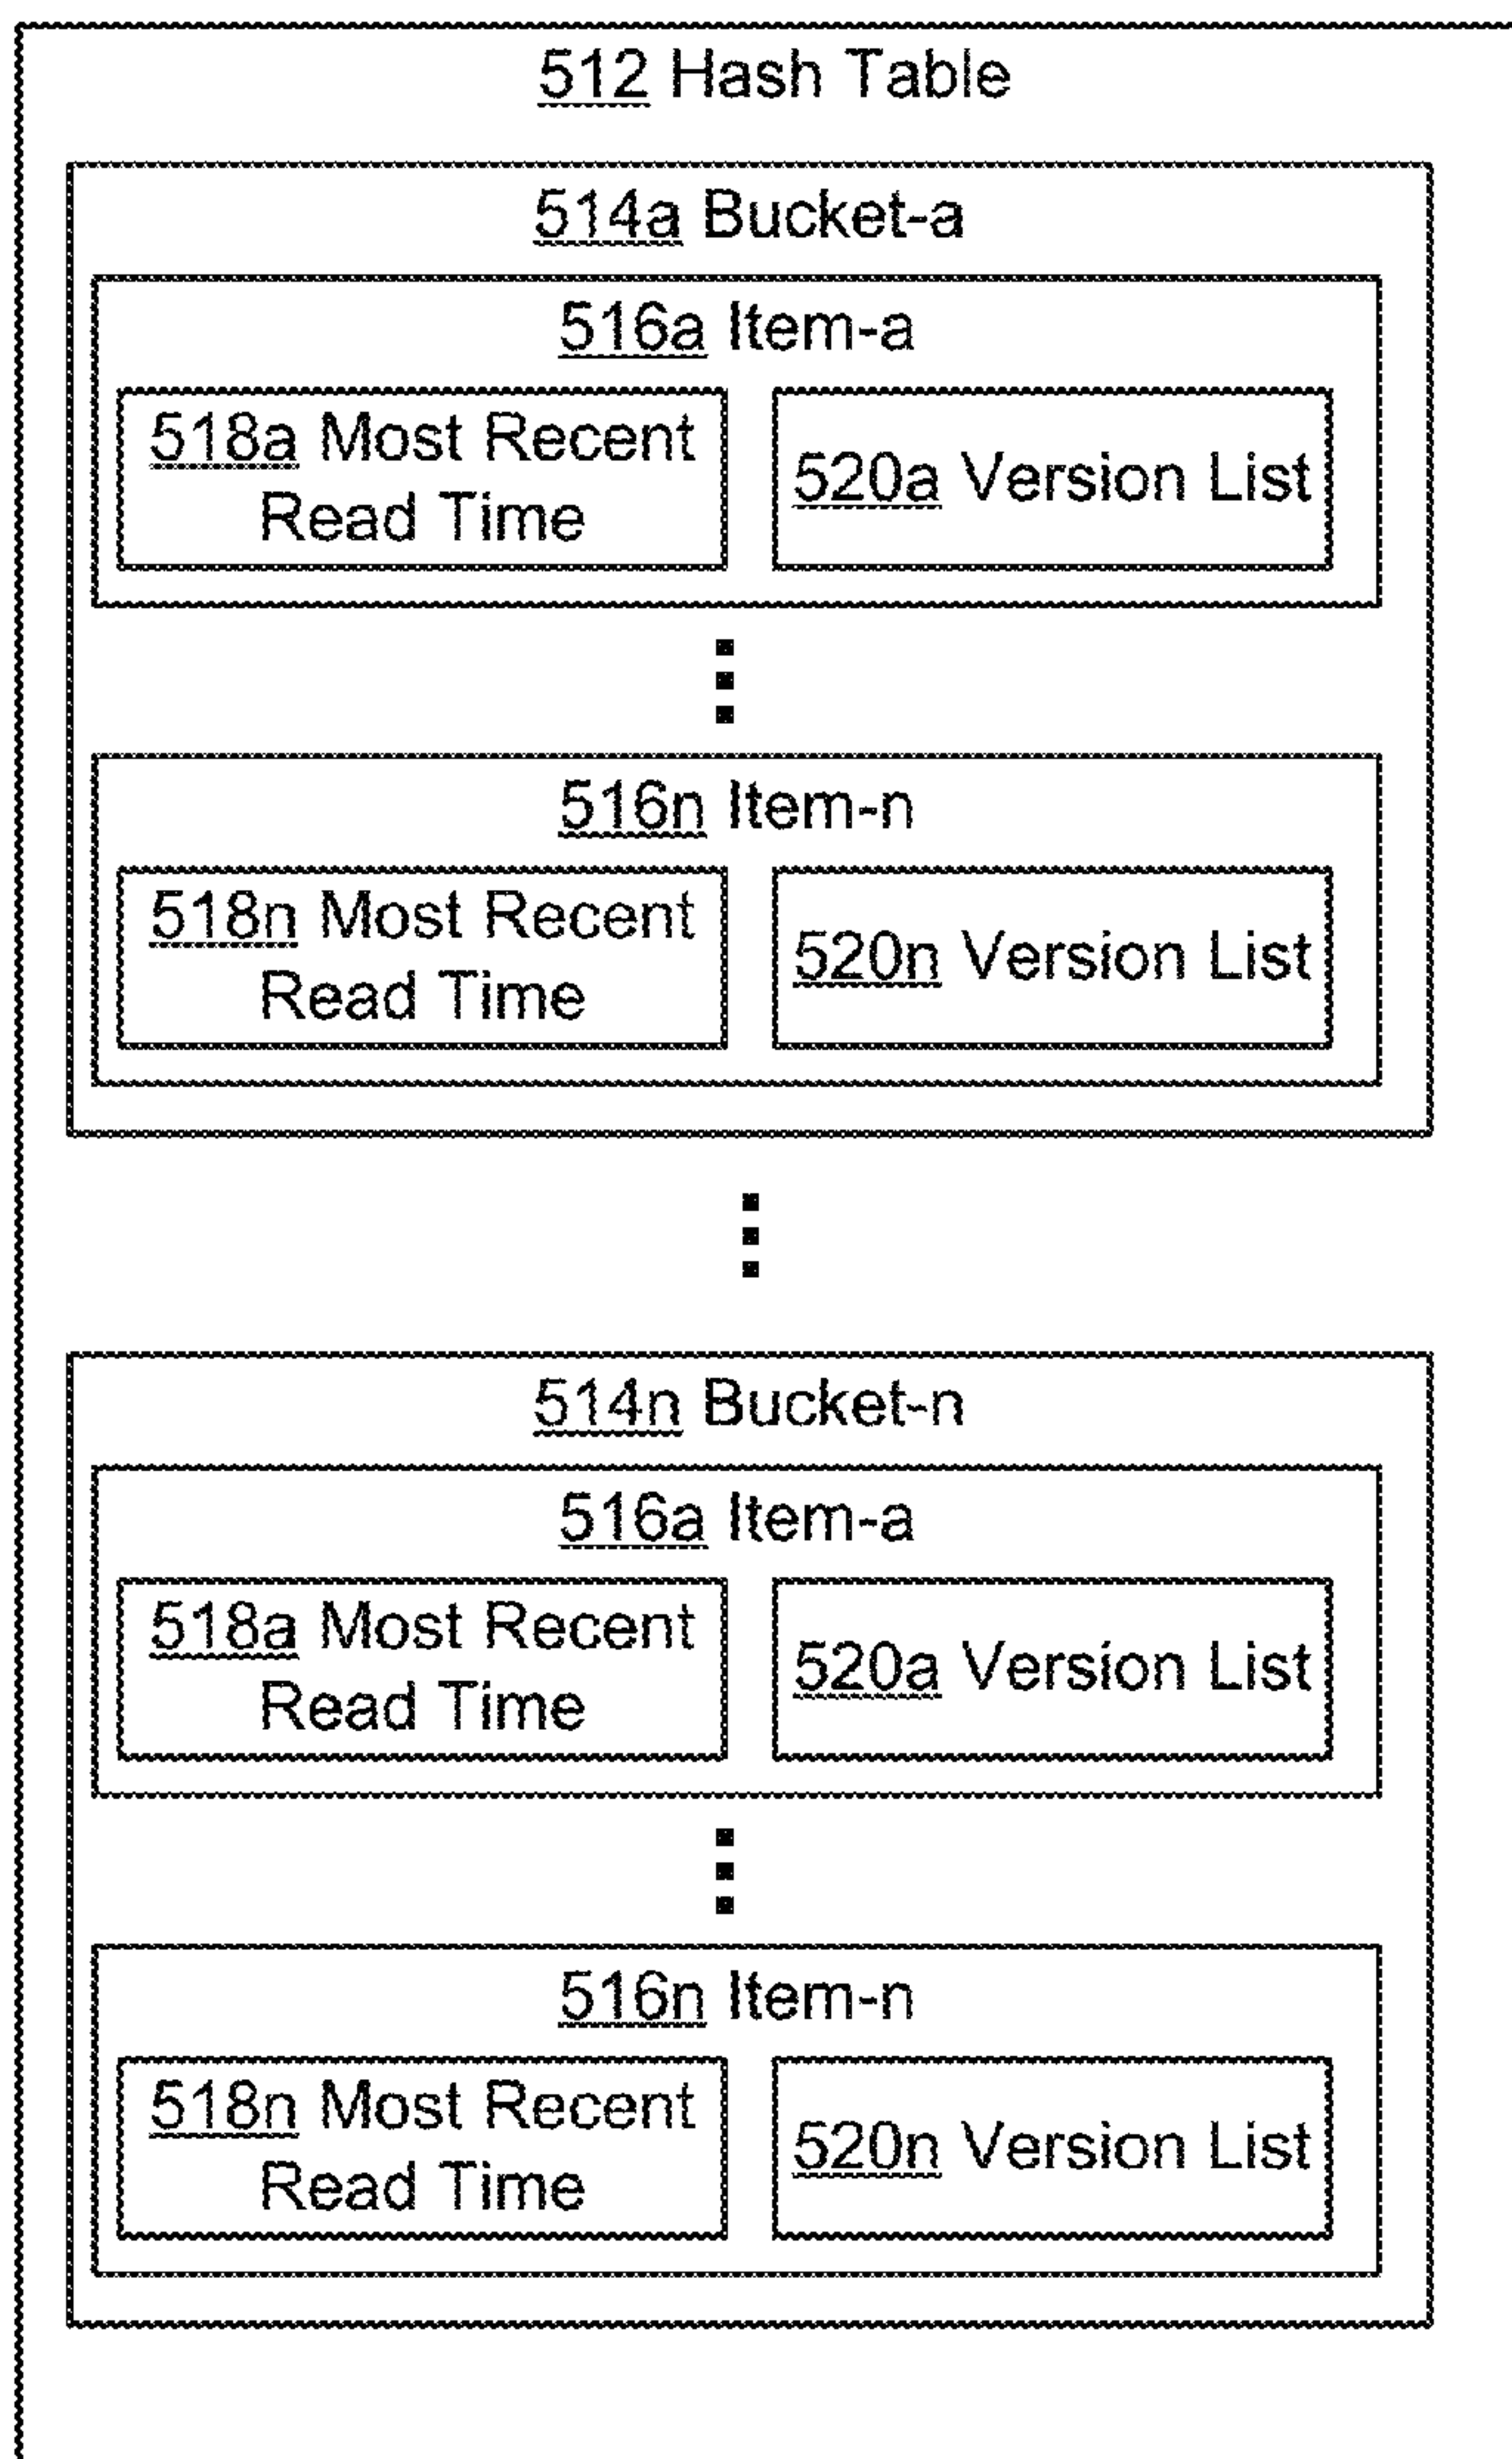 512 Hash Table
514a Bucket-a
516a Item-a
518a Most Recent
Read Time
520a Version List
516n Item-n
518n Most Recent
Read Time
520n Version List
514n Bucket-n
516a Item-a
518a Most Recent
Read Time
520a Version List
516n Item-n
518n Most Recent
Read Time
520n Version List